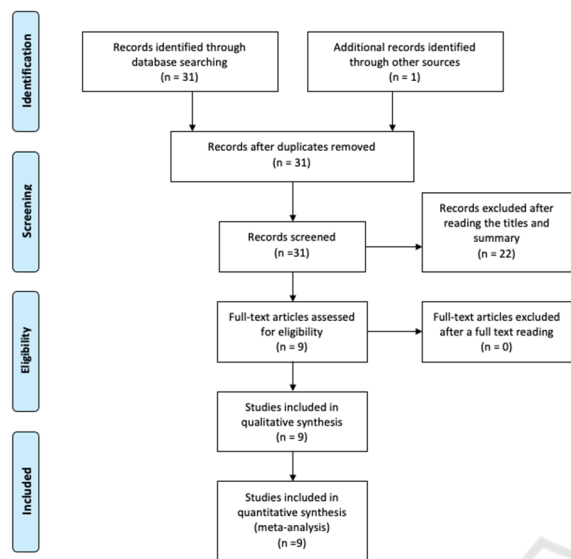 Identification
Records identified through
database searching
(n = 31)
Additional records identified
through other sources
(n = 1)
Records after duplicates removed
(n = 31)
Screening
Records screened
(n =31)
Records excluded after
reading the titles and
summary
(n = 22)
Eligibility
Full-text articles assessed
for eligibility
(n = 9)
Full-text articles excluded
after a full text reading
(n = 0)
Studies included in
qualitative synthesis
(n = 9)
Included
Studies included in
quantitative synthesis
(meta-analysis)
(n =9)